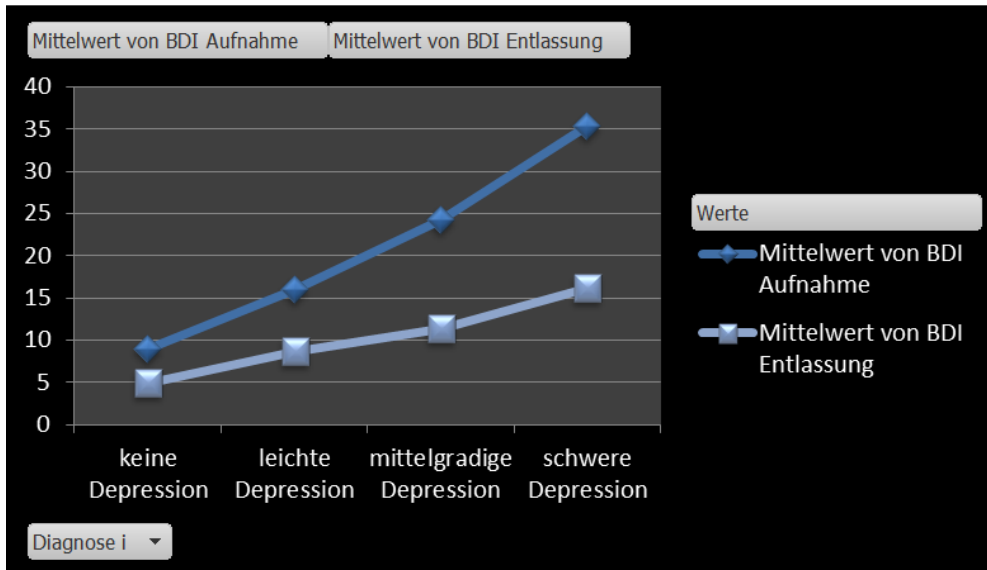 Mittelwert von BDI Aufnahme
Mittelwert von BDI Entlassung
40
35
30
25
20
15
10
5
0
keine
Depression
leichte
Depression
mittelgradige
Depression
schwere
Depression
Werte
Mittelwert von BDI
Aufnahme
Mittelwert von BDI
Entlassung
Diagnose i